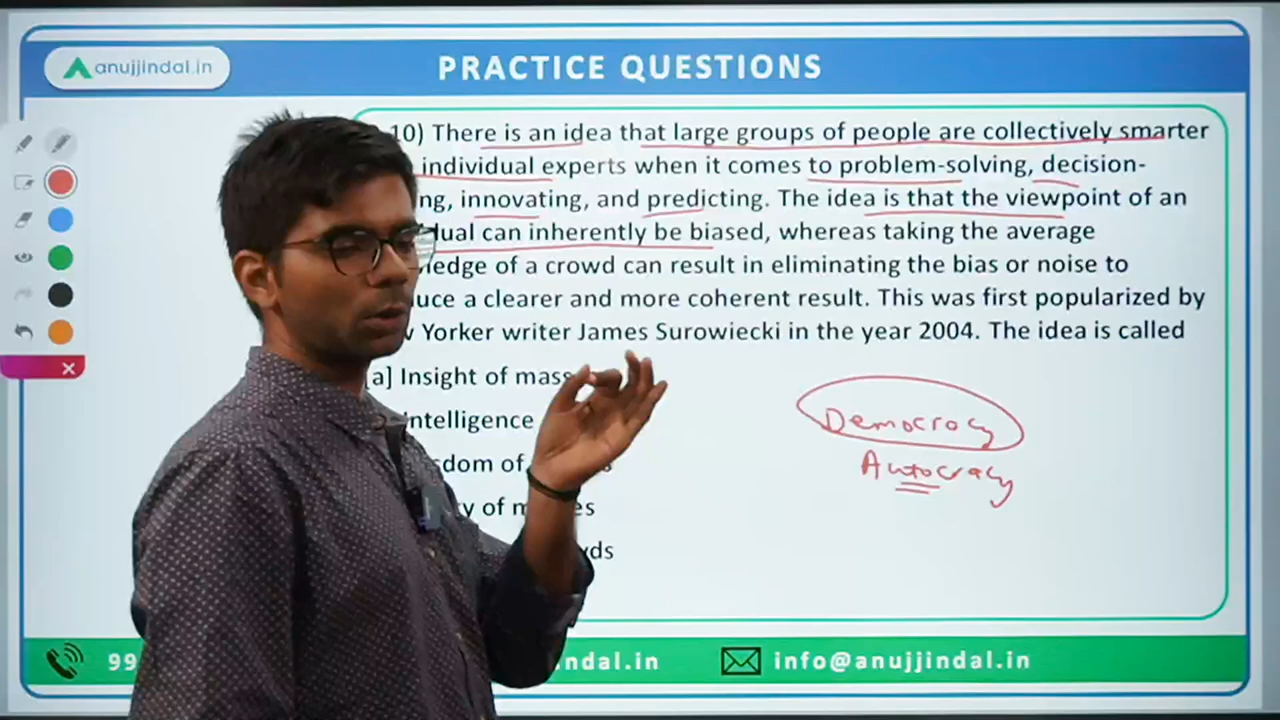 anujjindal.in
PRACTICE QUESTIONS
10) There is an idea that large groups of people are collectively smarter
individual experts when it comes to problem-solving, decision-
ng, innovating, and predicting. The idea is that the viewpoint of an
dual can inherently be biased, whereas taking the average
ledge of a crowd can result in eliminating the bias or noise to
uce a clearer and more coherent result. This was first popularized by
Yorker writer James Surowiecki in the year 2004. The idea is called
[a] Insight of mass
Democracy
ntelligence
Autocracy
sdom of
ty of m es
wds
99
ndal.in
info@anujjindal.in